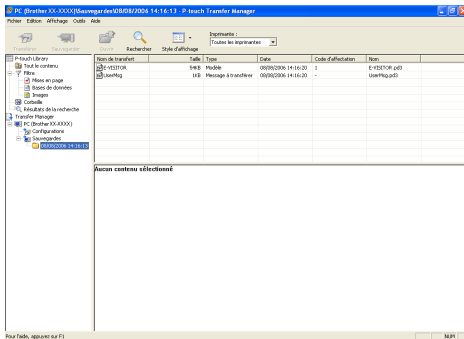 PC (Brother XX-XXXX)\Sauvegardes\08/08/2006 14:16:13 - P-touch Transfer Manager
Fichier Edition Affichage Outils Aide
Transférer Sauvegarder Ouvrir Rechercher Style d'affichage
Imprimante :
Toutes les imprimantes
P-touch Library
Tout le contenu
Filtre
Mises en page
Bases de données
Images
Corbeille
Résultats de la recherche
Transfer Manager
PC (Brother XX-XXXX)
Configurations
Sauvegardes
08/08/2006 14:16:13
Nom de transfert Taille Type Date Code d'affectation Nom
E-VISITOR 94KB Modèle 08/08/2006 14:16:20 1 E-VISITOR.pd3
UserMsg 1KB Message à transférer 08/08/2006 14:16:20 - UserMsg.pd3
Aucun contenu sélectionné
Pour l'aide, appuyez sur F1
NUM